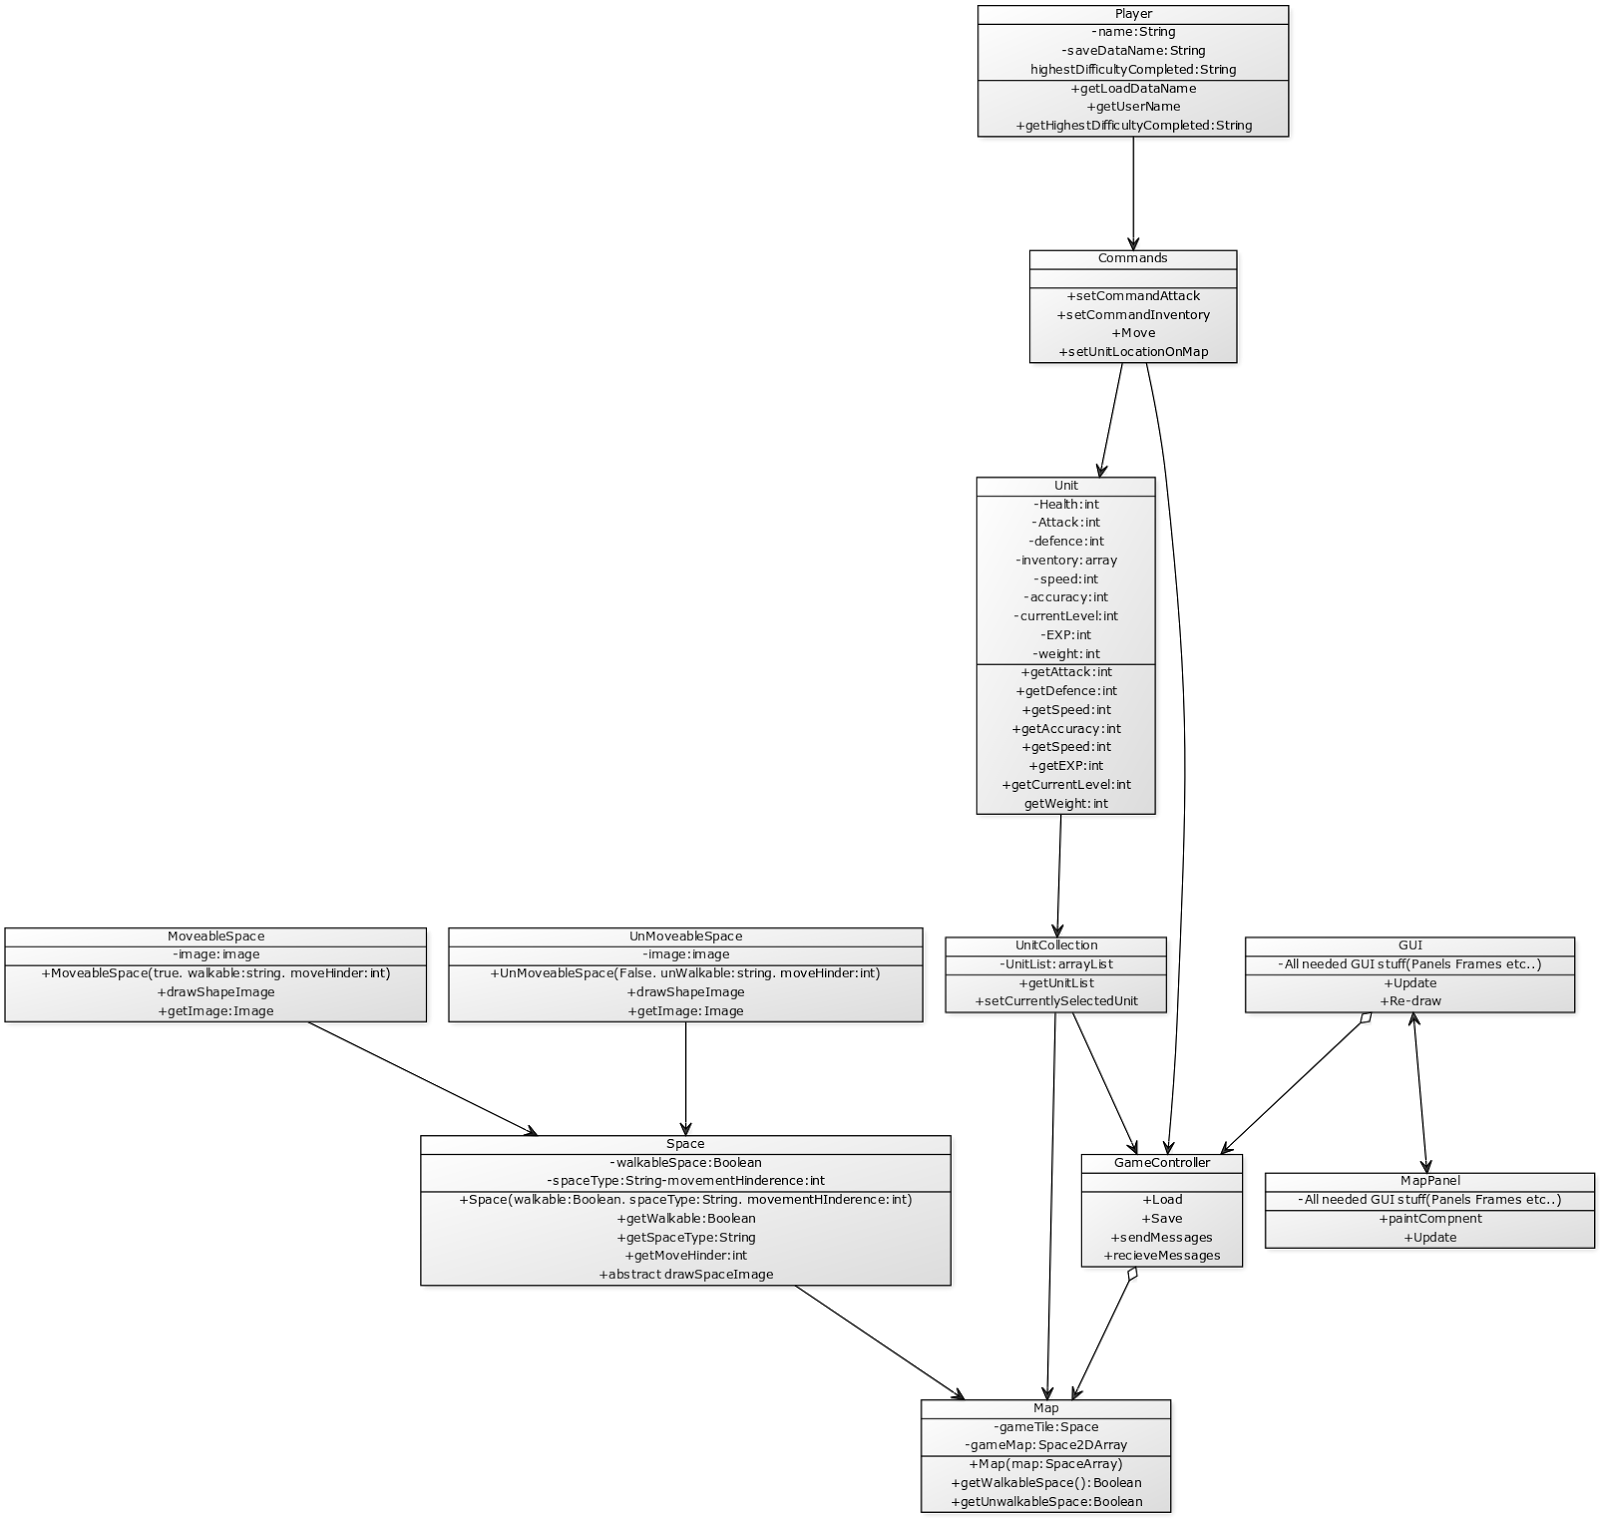 Player
-name:String
-saveDataName:String
highestDifficultyCompleted:String
+getLoadDataName
+getUserName
+getHighestDifficultyCompleted:String
Commands
+setCommandAttack
+setCommandInventory
+Move
+setUnitLocationOnMap
Unit
-Health:int
-Attack:int
-defence:int
-inventory:array
-speed:int
-accuracy:int
-currentLevel:int
-EXP:int
-weight:int
+getAttack:int
+getDefence:int
+getSpeed:int
+getAccuracy:int
+getSpeed:int
+getEXP:int
+getCurrentLevel:int
getWeight:int
MoveableSpace
-image:image
+MoveableSpace(true. walkable:string. moveHinder:int)
+drawShapeImage
+getImage:Image
UnMoveableSpace
-image:image
+UnMoveableSpace(False. unWalkable:string. moveHinder:int)
+drawShapeImage
+getImage:Image
UnitCollection
-UnitList:arrayList
+getUnitList
+setCurrentlySelectedUnit
GUI
-All needed GUI stuff(Panels Frames etc..)
+Update
+Re-draw
Space
-walkableSpace:Boolean
-spaceType:String-movementHinderence:int
+Space(walkable:Boolean. spaceType:String. movementHInderence:int)
+getWalkable:Boolean
+getSpaceType:String
+getMoveHinder:int
+abstract drawSpaceImage
GameController
+Load
+Save
+sendMessages
+recieveMessages
MapPanel
-All needed GUI stuff(Panels Frames etc..)
+paintCompnent
+Update
Map
-gameTile:Space
-gameMap:Space2DArray
+Map(map:SpaceArray)
+getWalkableSpace():Boolean
+getUnwalkableSpace:Boolean